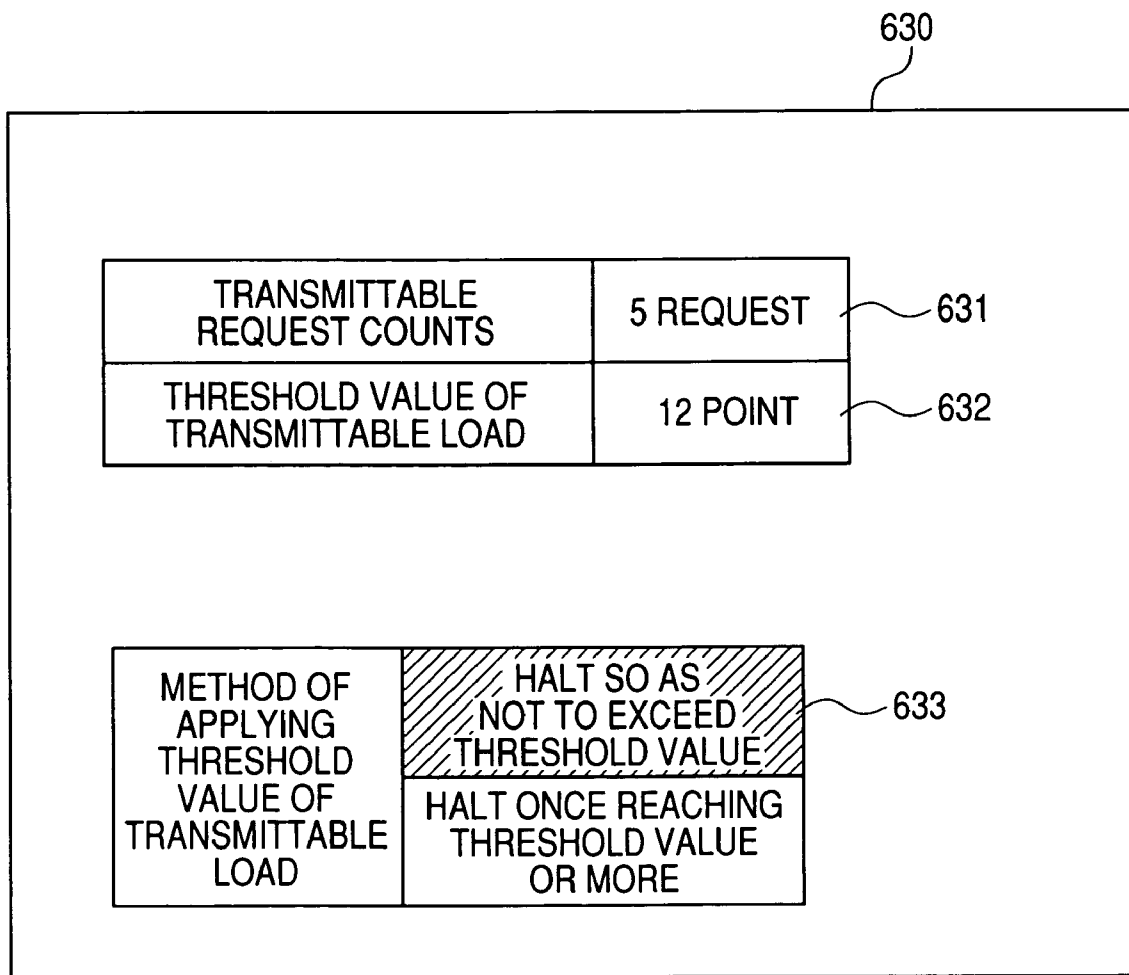 630
TRANSMITTABLE
REQUEST COUNTS
5 REQUEST
631
THRESHOLD VALUE OF
TRANSMITTABLE LOAD
12 POINT
632
METHOD OF
APPLYING
THRESHOLD
VALUE OF
TRANSMITTABLE
LOAD
HALT SO AS
NOT TO EXCEED
THRESHOLD VALUE
633
HALT ONCE REACHING
THRESHOLD VALUE
OR MORE